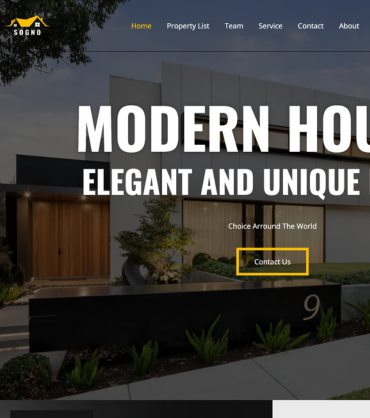 SOGNO
Home Property List Team Service Contact About
MODERN HOU
ELEGANT AND UNIQUE
Choice Arround The World
Contact Us
9